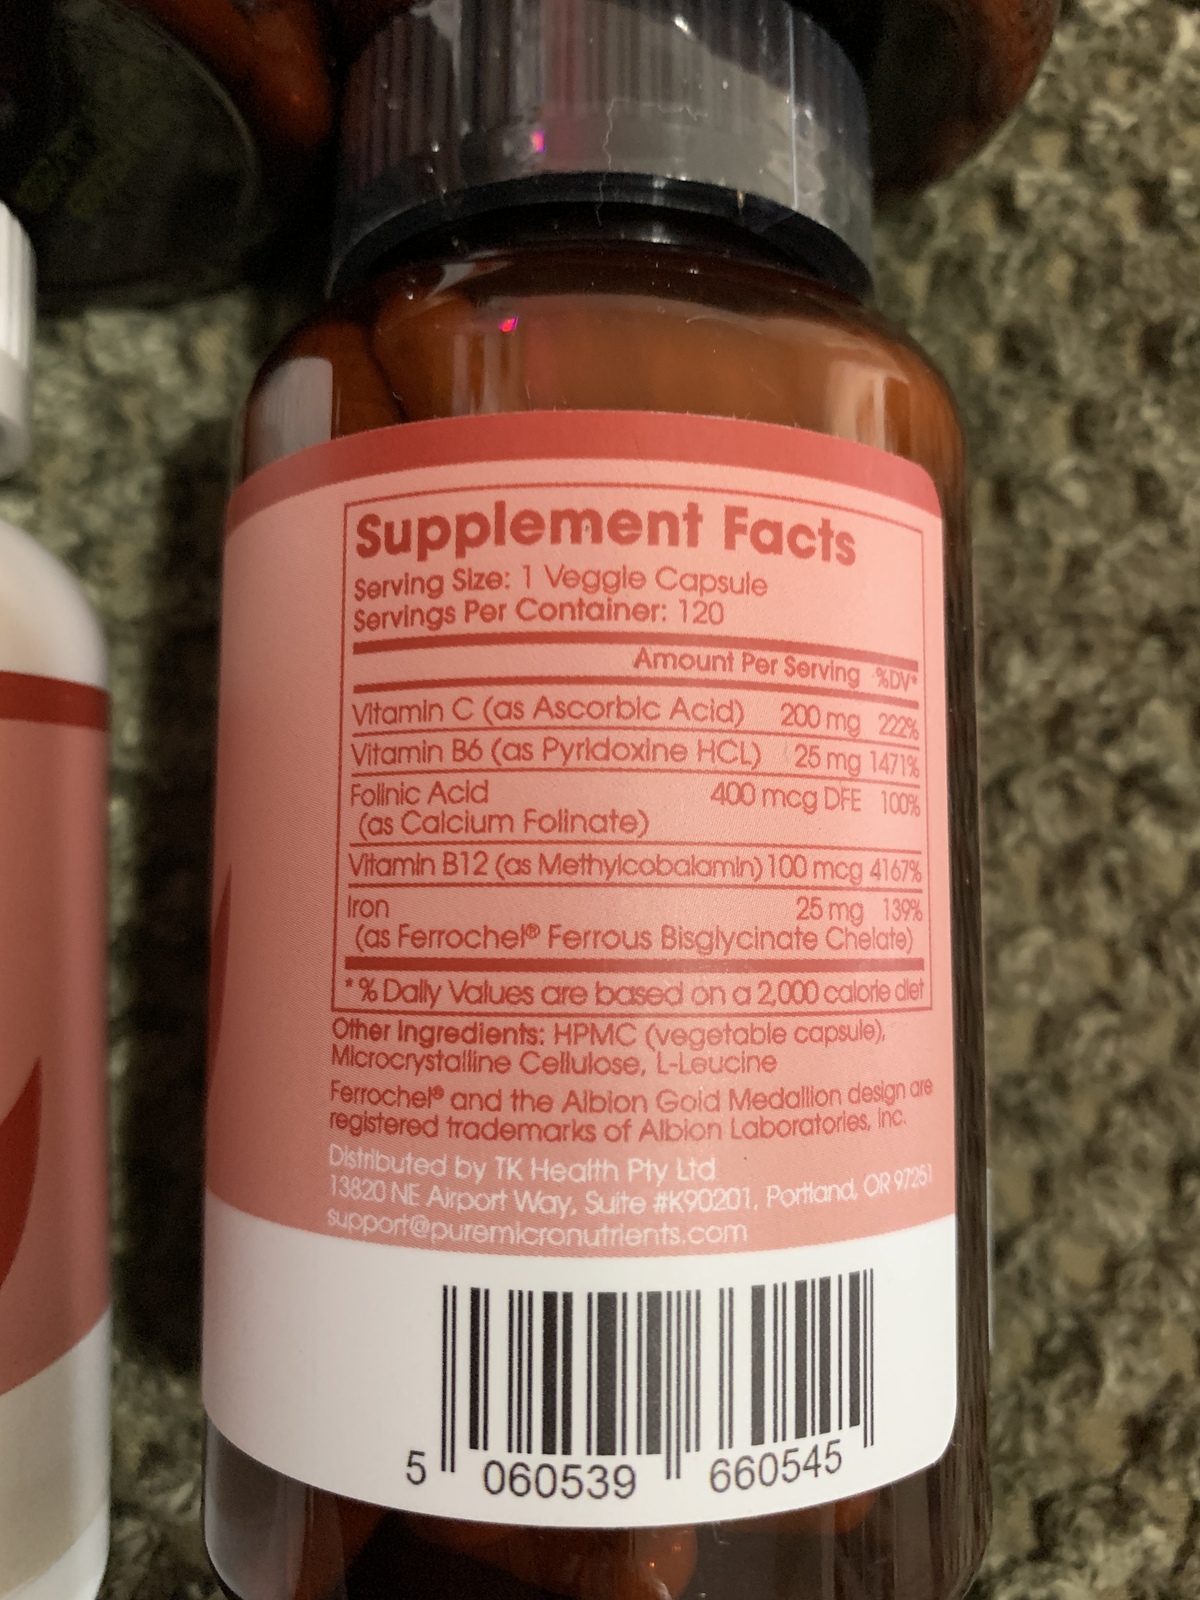 Supplement Facts
Serving Size: 1 Veggie Capsule
Servings Per Container: 120
Amount Per Serving %DV*
Vitamin C (as Ascorbic Acid) 200 mg 222%
Vitamin B6 (as Pyridoxine HCL) 25 mg 1471%
Folinic Acid 400 mcg DFE 100%
(as Calcium Folinate)
Vitamin B12 (as Methylcobalamin) 100 mcg 4167%
Iron 25 mg 139%
(as Ferrochel® Ferrous Bisglycinate Chelate)
* % Daily Values are based on a 2,000 calorie diet
Other Ingredients: HPMC (vegetable capsule),
Microcrystalline Cellulose, L-Leucine
Ferrochel® and the Albion Gold Medallion design are
registered trademarks of Albion Laboratories, Inc.
Distributed by TK Health Pty Ltd
13820 NE Airport Way, Suite #K90201, Portland, OR 97251
support@puremicronutrients.com
5 060539 660545